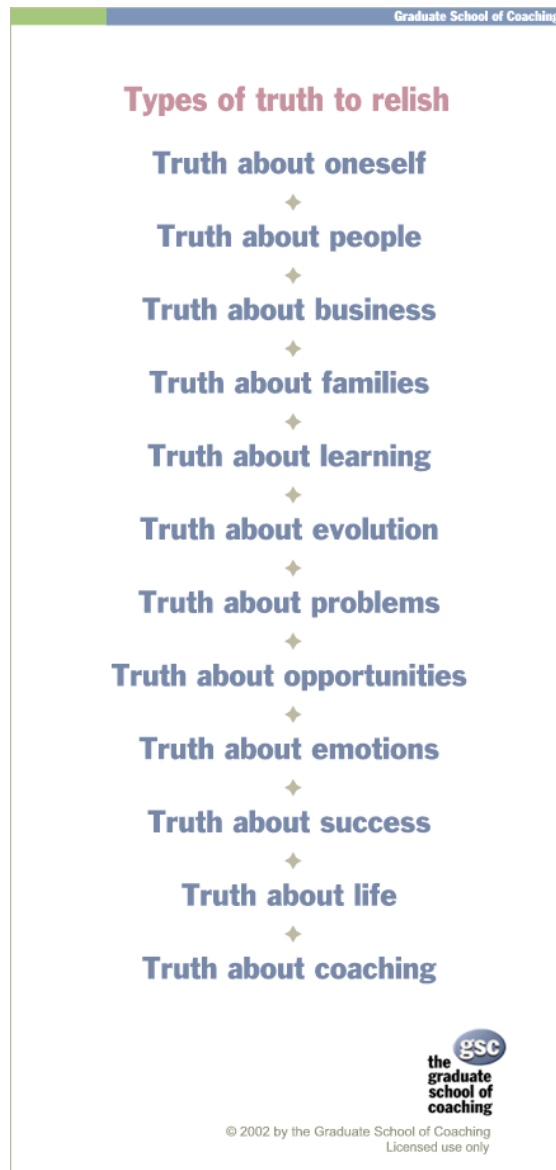 Graduate School of Coaching
Types of truth to relish
Truth about oneself
Truth about people
Truth about business
Truth about families
Truth about learning
Truth about evolution
Truth about problems
Truth about opportunities
Truth about emotions
Truth about success
Truth about life
Truth about coaching
gsc
the
graduate
school of
coaching
© 2002 by the Graduate School of Coaching
Licensed use only